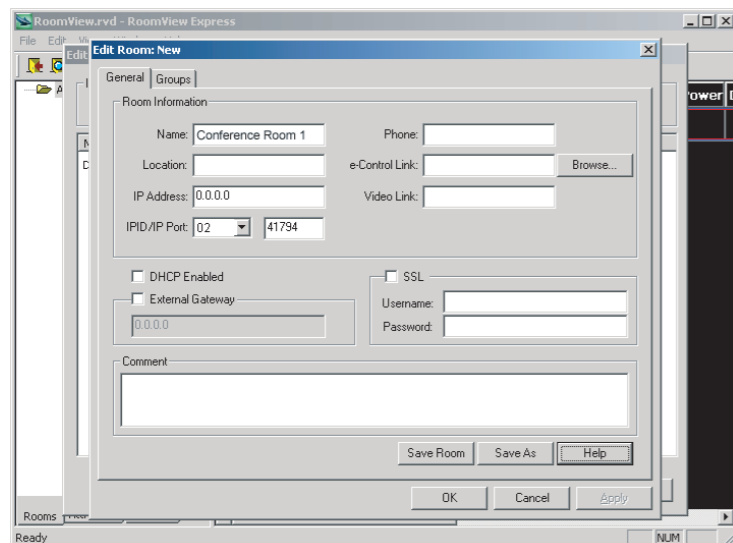 RoomView.rvd - RoomView Express
File Edit
Edit
Edit Room: New
General Groups
Room Information
Name: Conference Room 1
Phone:
Location:
e-Control Link: Browse...
IP Address: 0.0.0.0
Video Link:
IPID/IP Port: 02 41794
DHCP Enabled
External Gateway
0.0.0.0
SSL
Username:
Password:
Comment
Save Room Save As Help
OK Cancel Apply
Rooms
Ready NUM